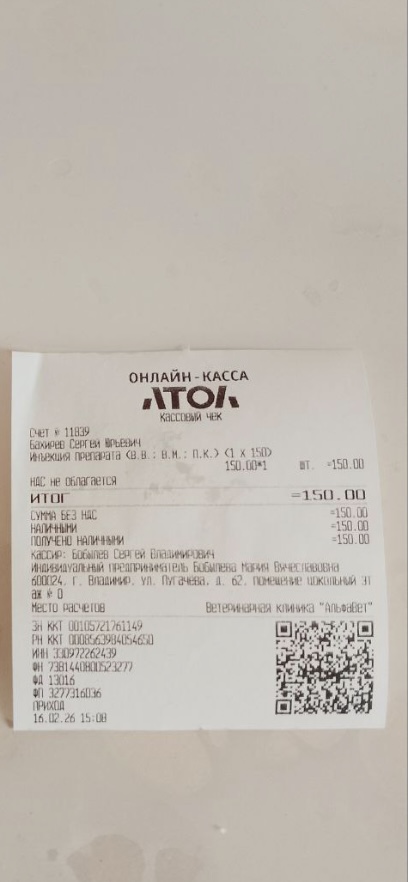 ОНЛАЙН-КАССА
АТОЛ
КАССОВЫЙ ЧЕК
Счет № 11839
Бахирев Сергей Юрьевич
Инъекция препарата (В.В.; В.М.; П.К.) (1 X 150)
150.00*1 ШТ. =150.00
НДС не облагается
ИТОГ =150.00
СУММА БЕЗ НДС =150.00
НАЛИЧНЫМИ =150.00
ПОЛУЧЕНО НАЛИЧНЫМИ =150.00
Кассир: Бобылев Сергей Владимирович
Индивидуальный предприниматель Бобылева Мария Вячеславовна
600024, г. Владимир, ул. Пугачева, д. 62, помещение цокольный эт
аж № 0
Место расчетов Ветеринарная клиника "АльфаВет"
ЗН ККТ 00105721761149
РН ККТ 0008563984054650
ИНН 330972262439
ФН 7381440800523277
ФД 13016
ФП 3277316036
ПРИХОД
16.02.26 15:08